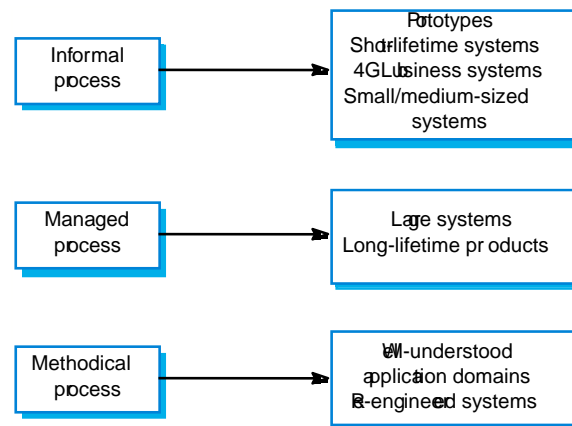 Informal
process
Prototypes
Short-lifetime systems
4GL business systems
Small/medium-sized
systems
Managed
process
Large systems
Long-lifetime products
Methodical
process
Well-understood
application domains
Re-engineered systems